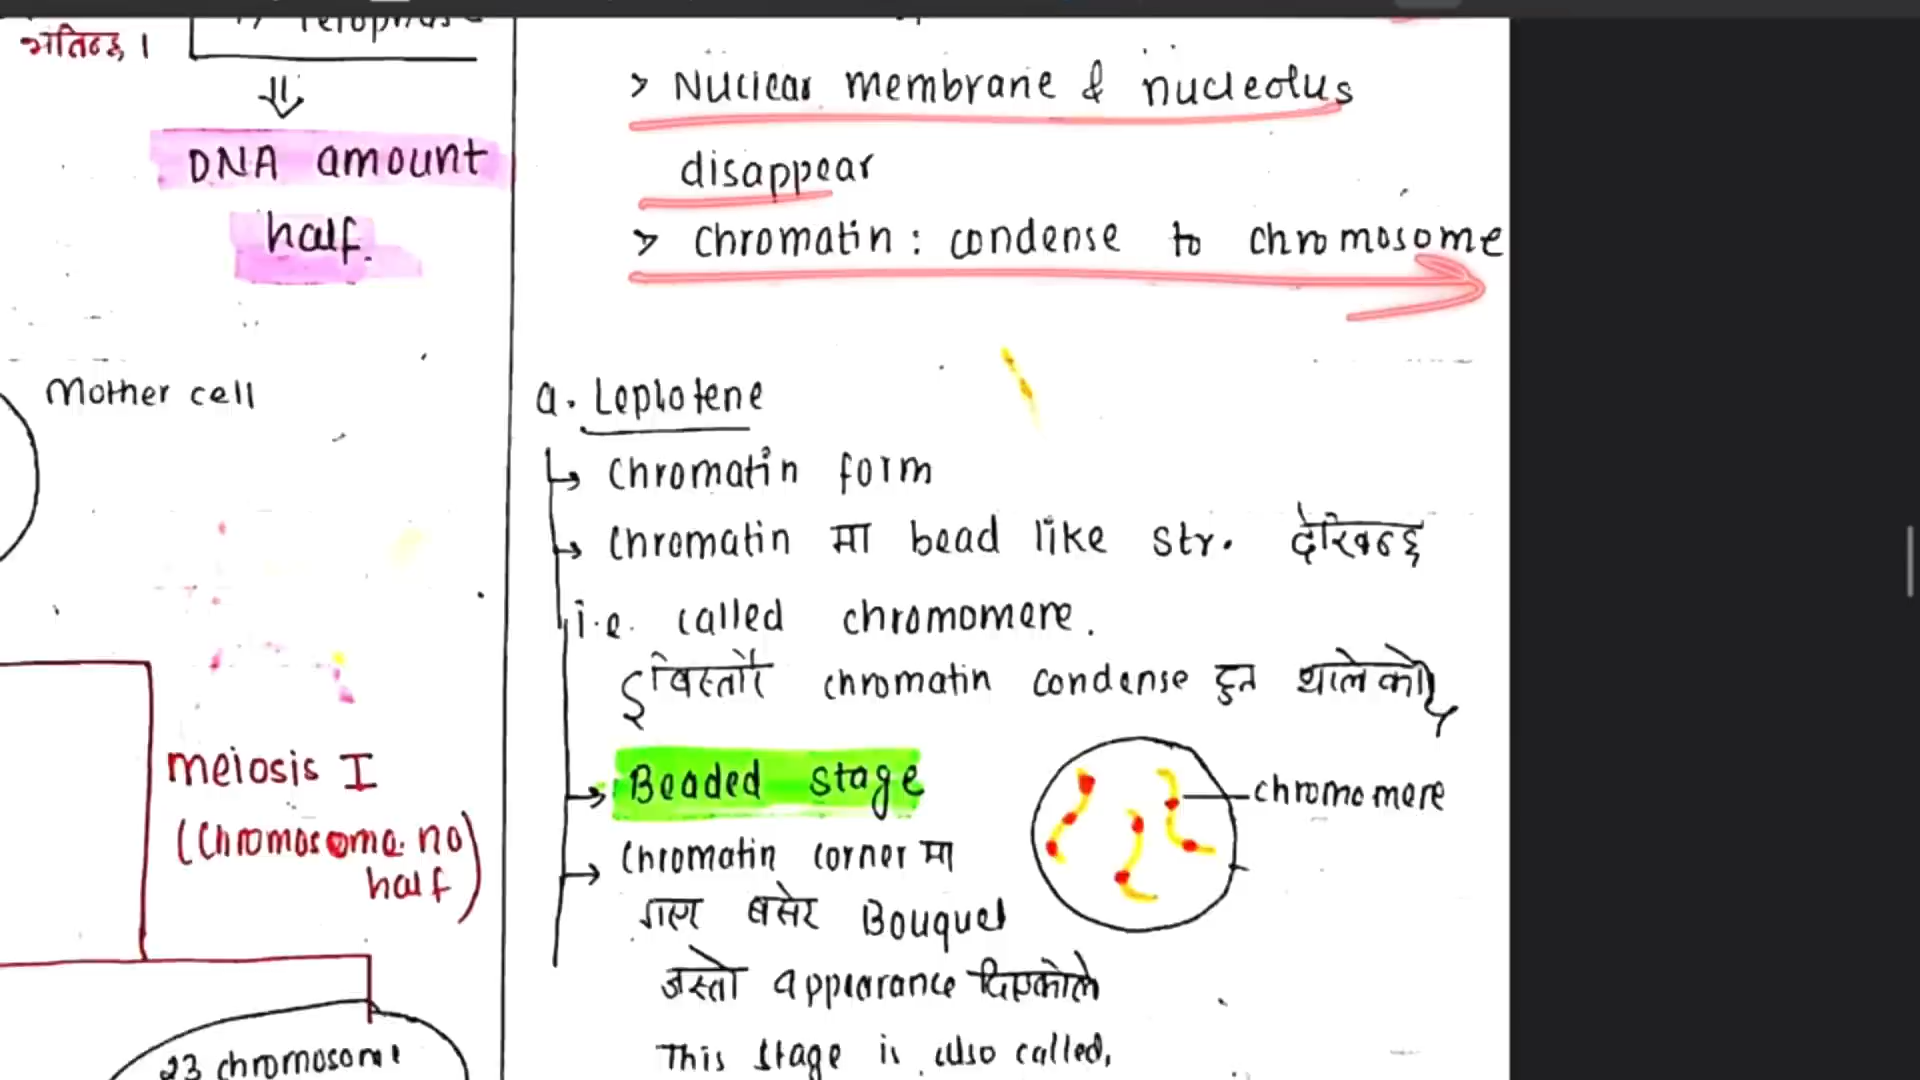 भनिन्छ ।
DNA amount
half.
Mother cell
meiosis I
(Chromosome no
half)
23 chromosome
> Nuclear membrane & nucleolus
disappear
> Chromatin : condense to chromosome
a. Leptotene
↳ Chromatin form
→ Chromatin मा bead like str. देखिन्छ
i.e. called chromomere.
{बिस्तारै chromatin condense हुन थालेको}
→ Beaded stage
chromomere
→ Chromatin corner मा
गएर बसेर Bouquet
जस्तो appearance दिएकोले
This stage is also called,